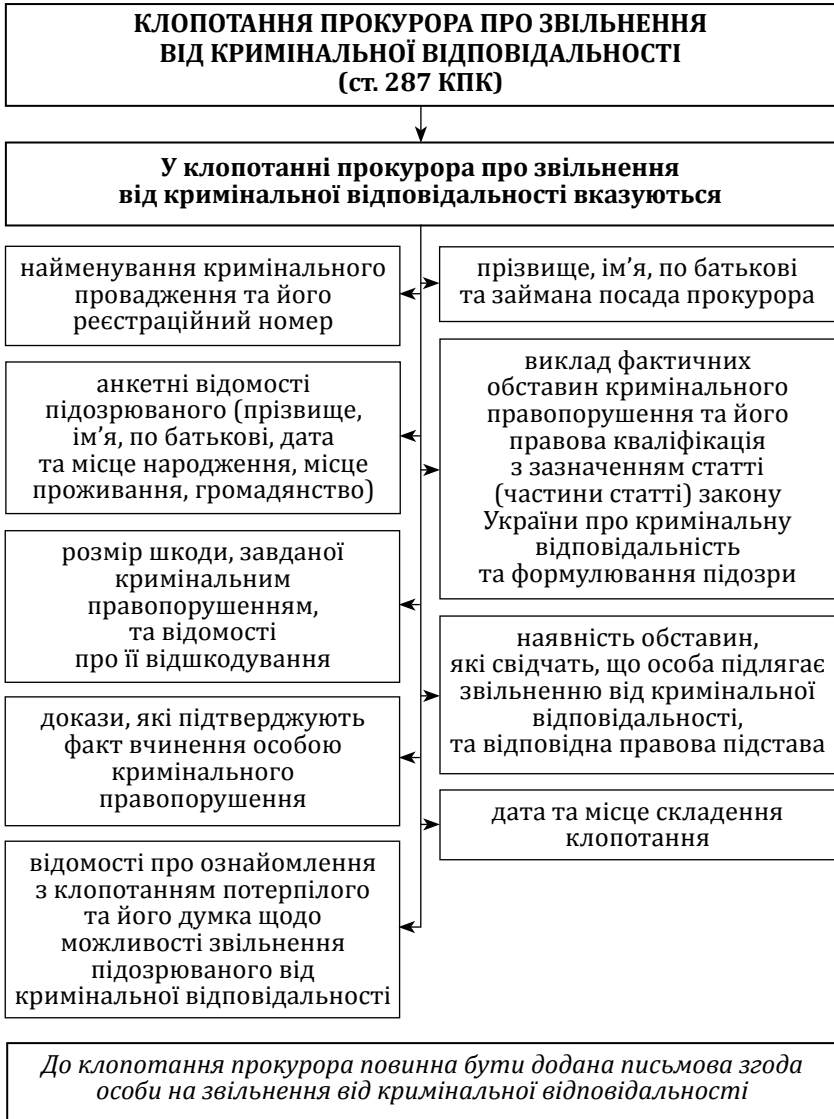 КЛОПОТАННЯ ПРОКУРОРА ПРО ЗВІЛЬНЕННЯ
ВІД КРИМІНАЛЬНОЇ ВІДПОВІДАЛЬНОСТІ
(ст. 287 КПК)
У клопотанні прокурора про звільнення
від кримінальної відповідальності вказуються
найменування кримінального
провадження та його
реєстраційний номер
прізвище, ім’я, по батькові
та займана посада прокурора
анкетні відомості
підозрюваного (прізвище,
ім’я, по батькові, дата
та місце народження, місце
проживання, громадянство)
виклад фактичних
обставин кримінального
правопорушення та його
правова кваліфікація
з зазначенням статті
(частини статті) закону
України про кримінальну
відповідальність
та формулювання підозри
розмір шкоди, завданої
кримінальним
правопорушенням,
та відомості
про її відшкодування
наявність обставин,
які свідчать, що особа підлягає
звільненню від кримінальної
відповідальності,
та відповідна правова підстава
докази, які підтверджують
факт вчинення особою
кримінального
правопорушення
дата та місце складення
клопотання
відомості про ознайомлення
з клопотанням потерпілого
та його думка щодо
можливості звільнення
підозрюваного від
кримінальної відповідальності
До клопотання прокурора повинна бути додана письмова згода
особи на звільнення від кримінальної відповідальності